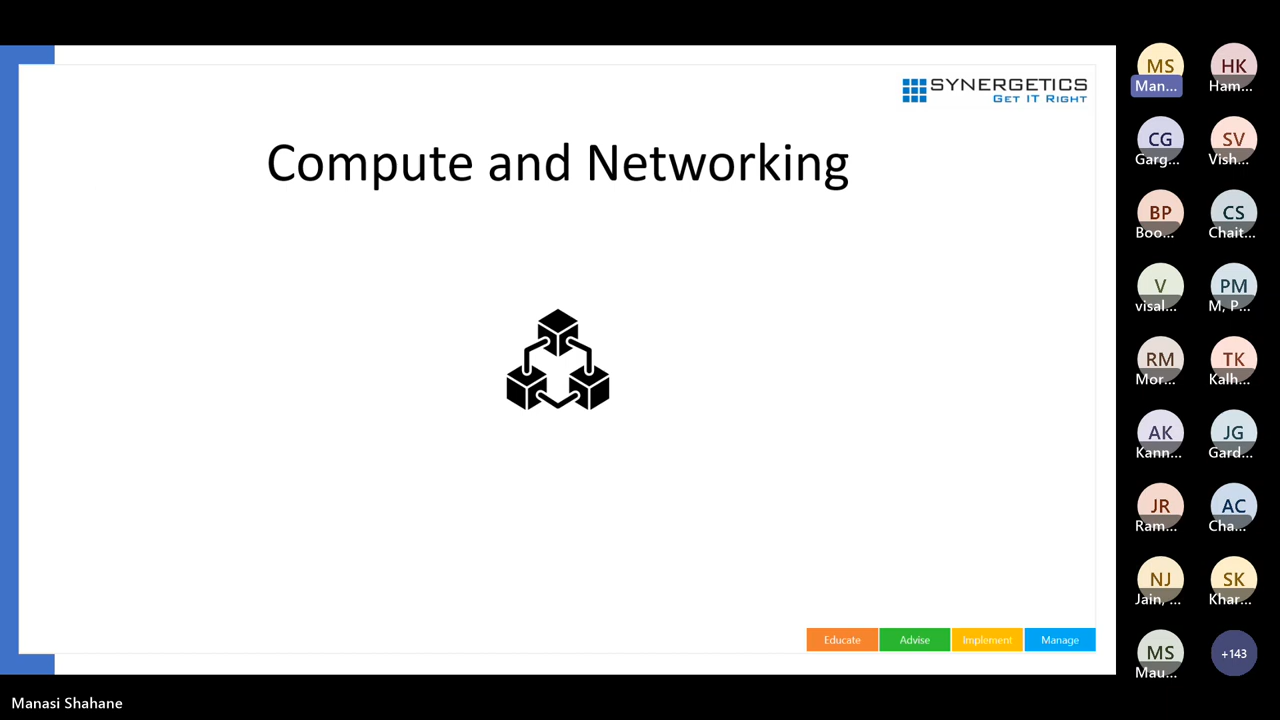 SYNERGETICS
GET IT RIGHT
Compute and Networking
Educate
Advise
Implement
Manage
MS
Man...
HK
Ham...
CG
Garg...
SV
Vish...
BP
Boo...
CS
Chait...
V
visal...
PM
M, P...
RM
Mor...
TK
Kalh...
AK
Kann...
JG
Gard...
JR
Ram...
AC
Cha...
NJ
Jain, ...
SK
Khar...
MS
Mau...
+143
Manasi Shahane